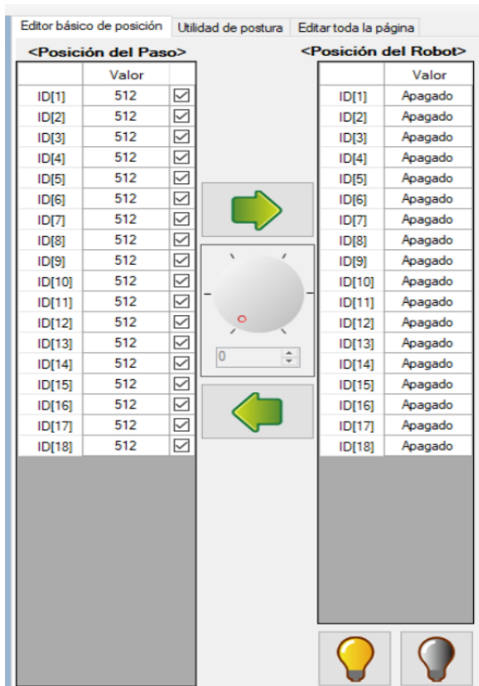 Editor básico de posición Utilidad de postura Editar toda la página
<Posición del Paso> <Posición del Robot>
Valor Valor
ID[1] 512 ID[1] Apagado
ID[2] 512 ID[2] Apagado
ID[3] 512 ID[3] Apagado
ID[4] 512 ID[4] Apagado
ID[5] 512 ID[5] Apagado
ID[6] 512 ID[6] Apagado
ID[7] 512 ID[7] Apagado
ID[8] 512 ID[8] Apagado
ID[9] 512 ID[9] Apagado
ID[10] 512 ID[10] Apagado
ID[11] 512 ID[11] Apagado
ID[12] 512 ID[12] Apagado
ID[13] 512 ID[13] Apagado
ID[14] 512 0 ID[14] Apagado
ID[15] 512 ID[15] Apagado
ID[16] 512 ID[16] Apagado
ID[17] 512 ID[17] Apagado
ID[18] 512 ID[18] Apagado